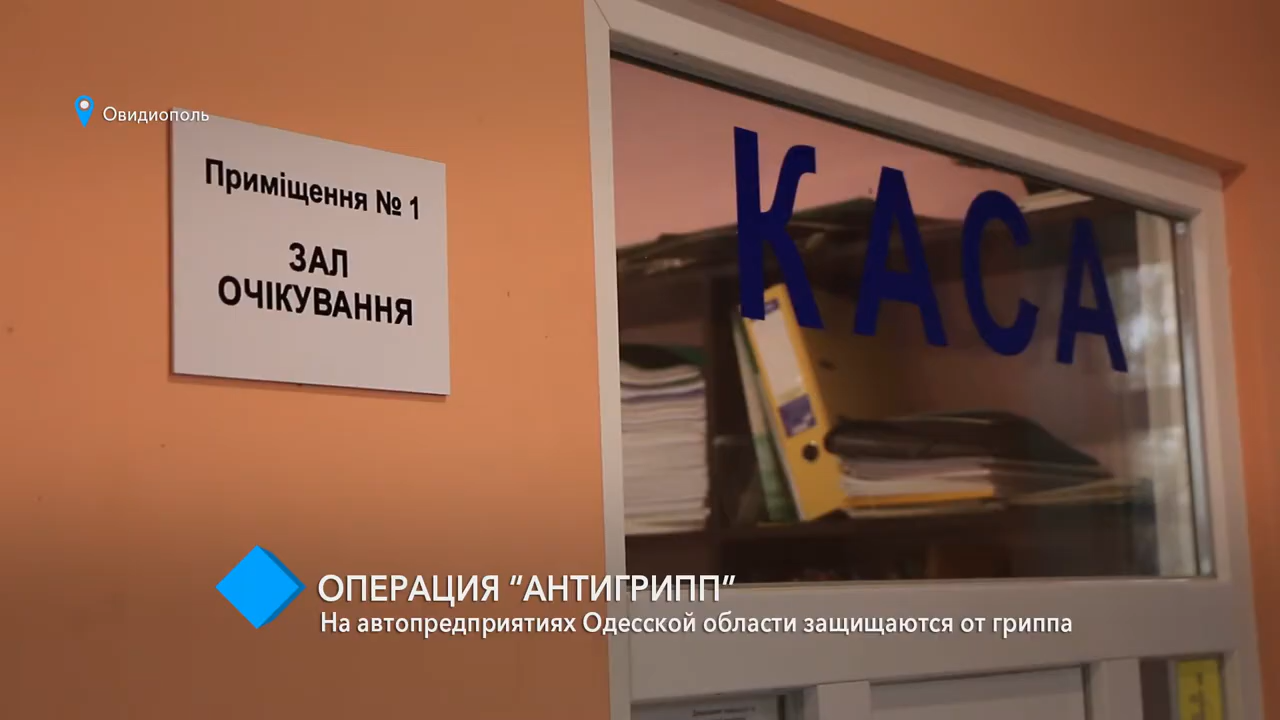 Овидиополь
Приміщення № 1
ЗАЛ
ОЧІКУВАННЯ
КАСА
ОПЕРАЦИЯ “АНТИГРИПП”
На автопредприятиях Одесской области защищаются от гриппа